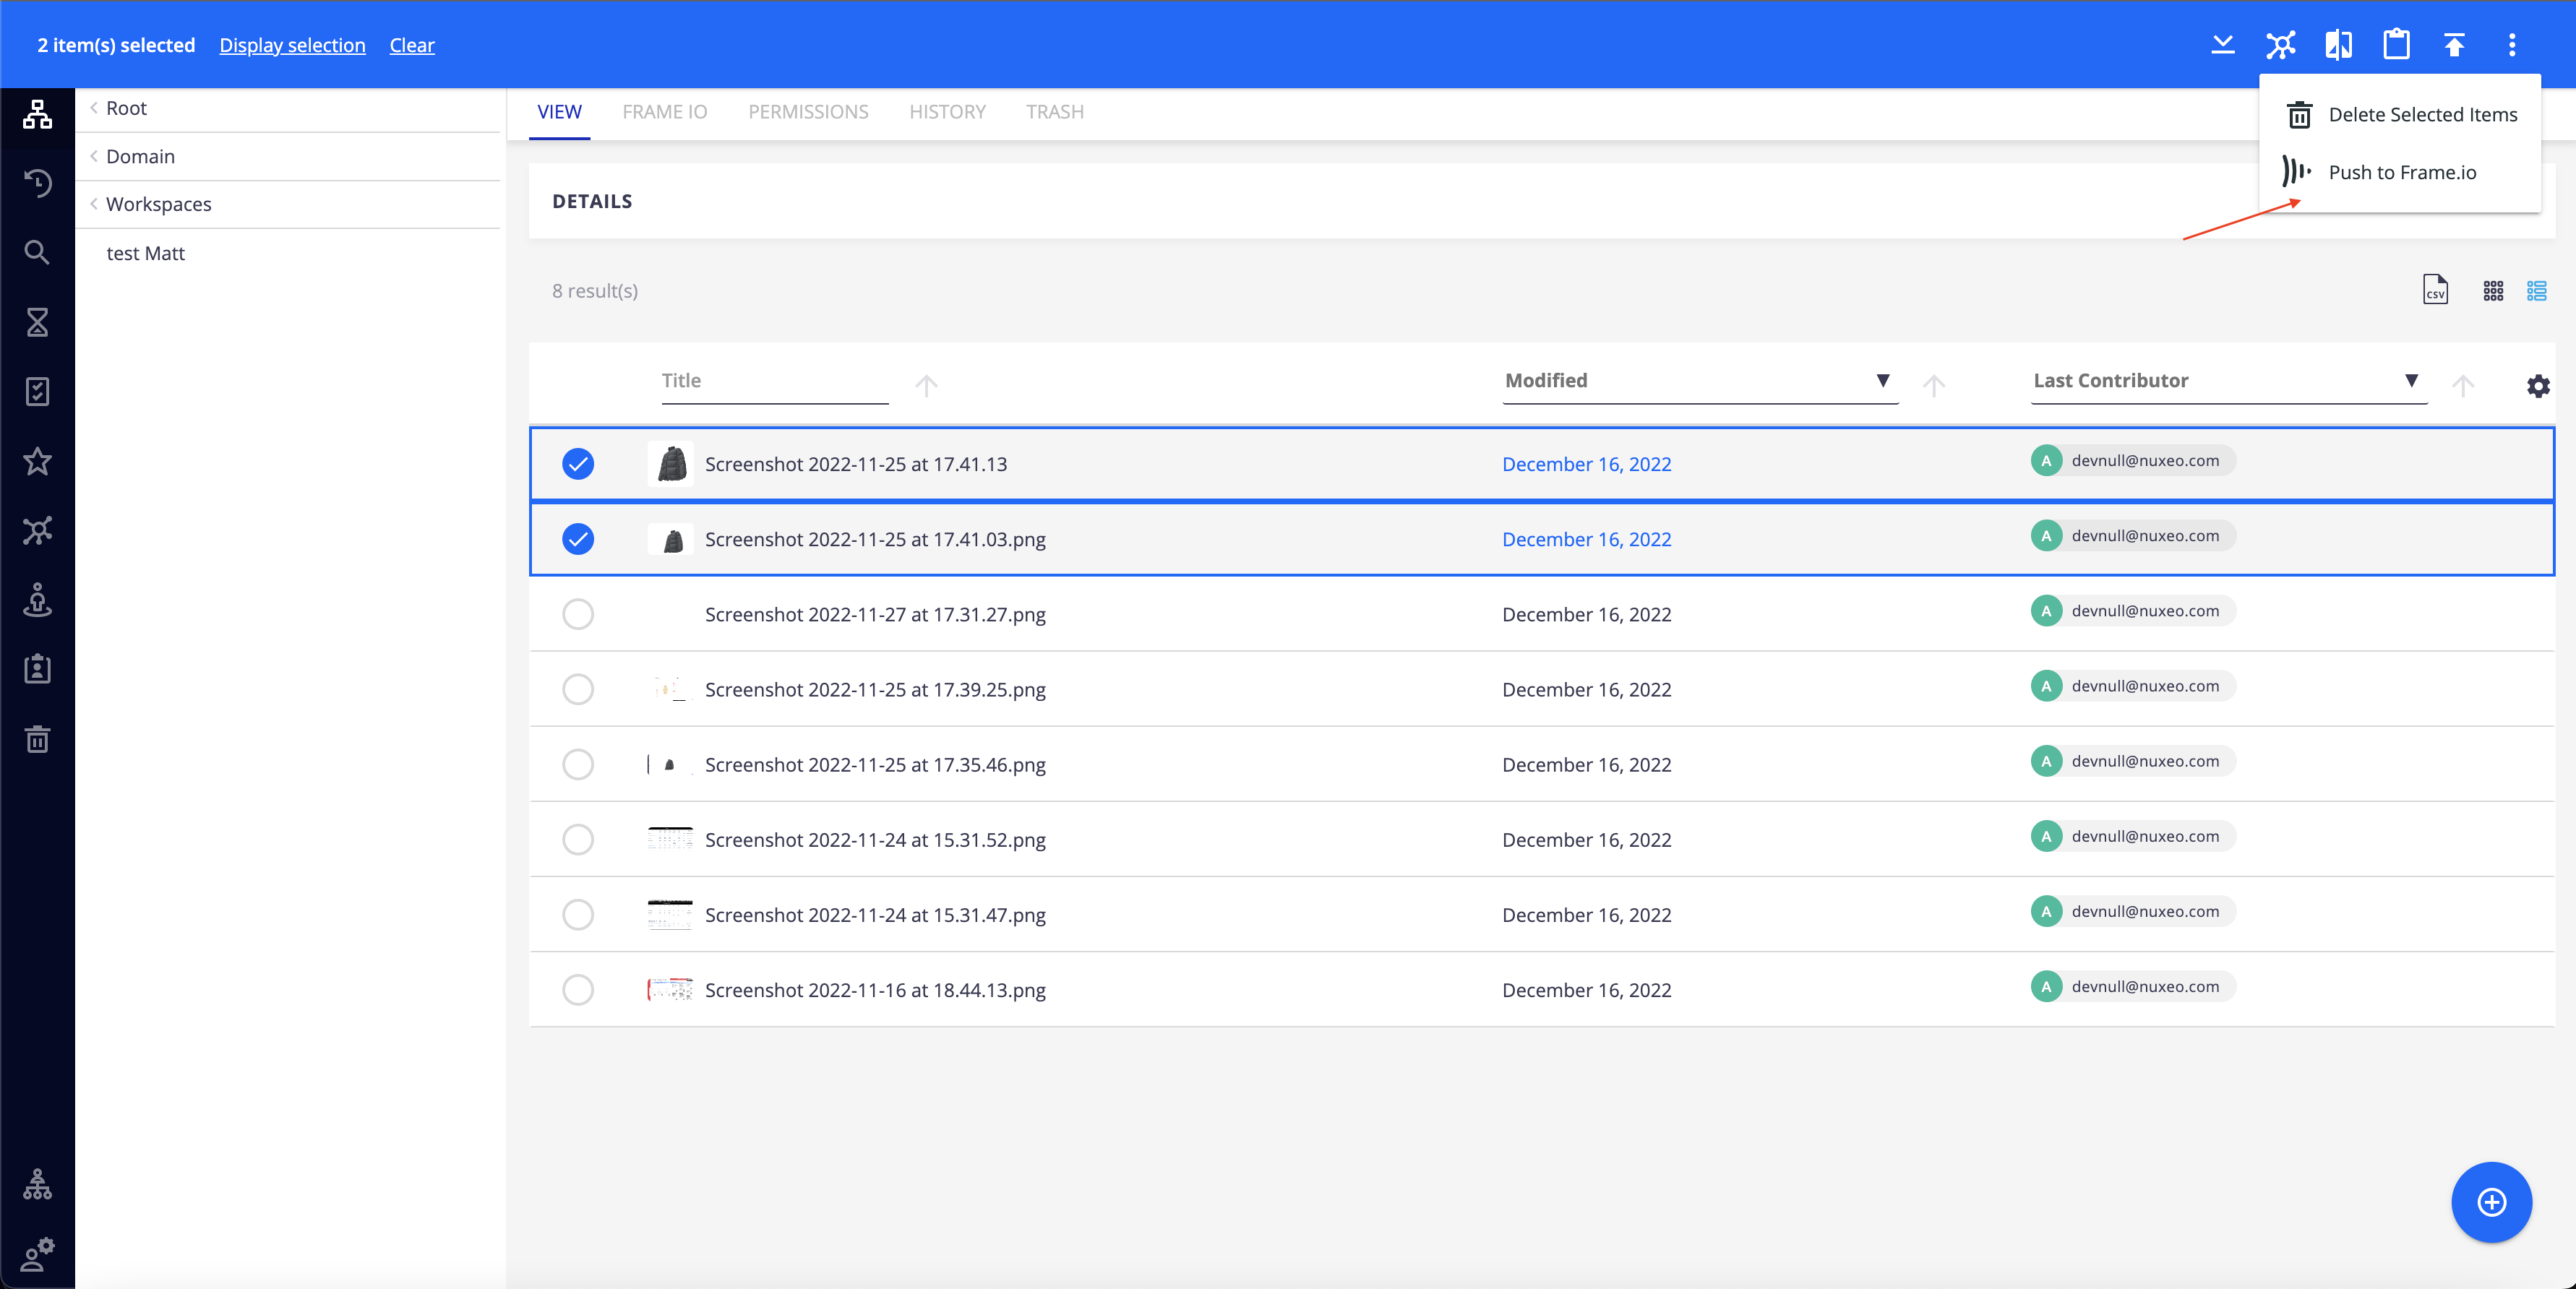 2 item(s) selected Display selection Clear
Delete Selected Items
Push to Frame.io
Root
Domain
Workspaces
test Matt
VIEW FRAME IO PERMISSIONS HISTORY TRASH
DETAILS
8 result(s)
CSV
Title Modified Last Contributor
Screenshot 2022-11-25 at 17.41.13 December 16, 2022 A devnull@nuxeo.com
Screenshot 2022-11-25 at 17.41.03.png December 16, 2022 A devnull@nuxeo.com
Screenshot 2022-11-27 at 17.31.27.png December 16, 2022 A devnull@nuxeo.com
Screenshot 2022-11-25 at 17.39.25.png December 16, 2022 A devnull@nuxeo.com
Screenshot 2022-11-25 at 17.35.46.png December 16, 2022 A devnull@nuxeo.com
Screenshot 2022-11-24 at 15.31.52.png December 16, 2022 A devnull@nuxeo.com
Screenshot 2022-11-24 at 15.31.47.png December 16, 2022 A devnull@nuxeo.com
Screenshot 2022-11-16 at 18.44.13.png December 16, 2022 A devnull@nuxeo.com